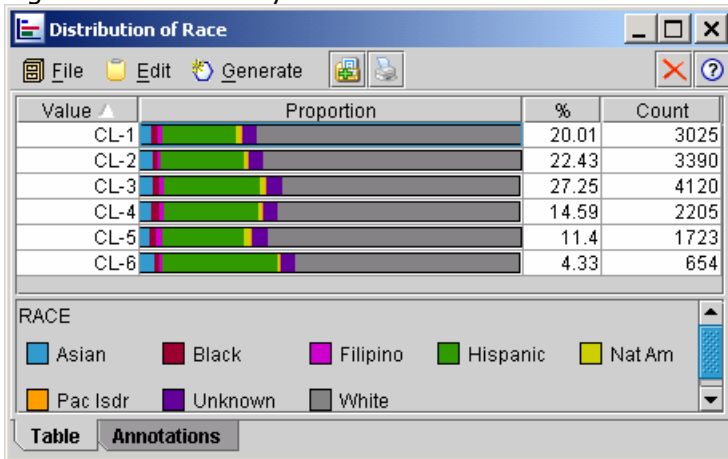 Distribution of Race
File Edit Generate
Value Proportion % Count
CL-1 20.01 3025
CL-2 22.43 3390
CL-3 27.25 4120
CL-4 14.59 2205
CL-5 11.4 1723
CL-6 4.33 654
RACE
Asian Black Filipino Hispanic Nat Am
Pac Isdr Unknown White
Table Annotations